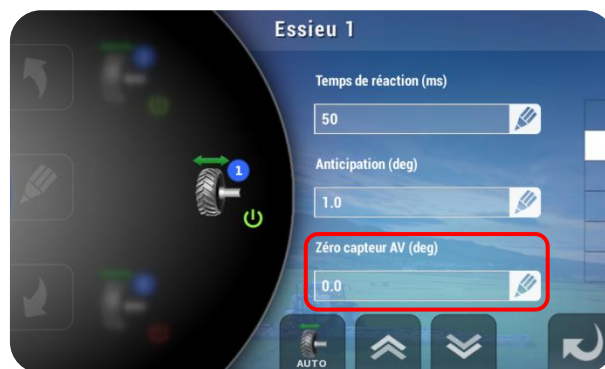 Essieu 1
Temps de réaction (ms)
50
Anticipation (deg)
1.0
1
Zéro capteur AV (deg)
0.0
AUTO